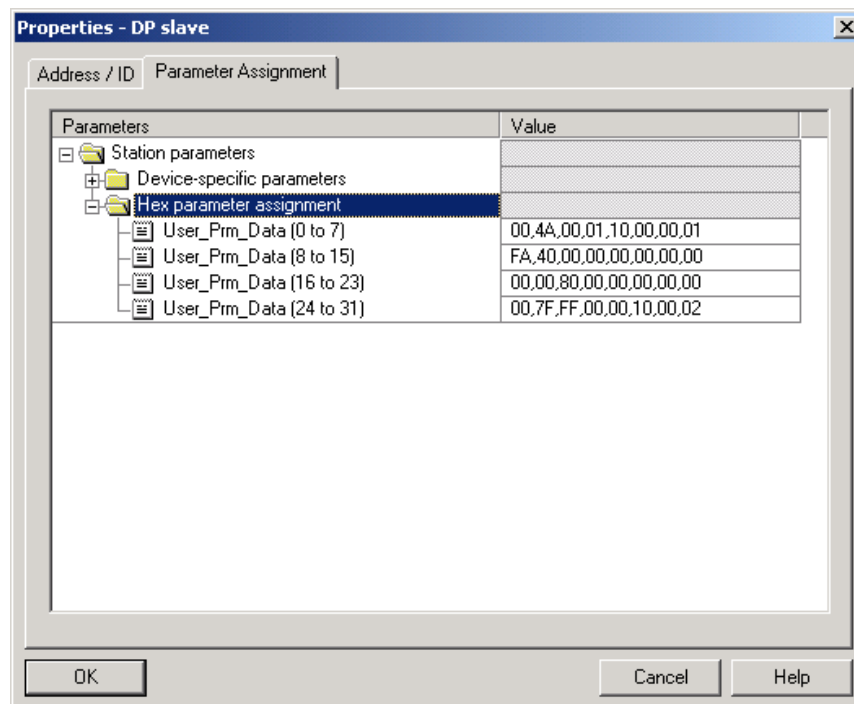 Properties - DP slave
Address / ID Parameter Assignment
Parameters Value
Station parameters
Device-specific parameters
Hex parameter assignment
User_Prm_Data (0 to 7) 00,4A,00,01,10,00,00,01
User_Prm_Data (8 to 15) FA,40,00,00,00,00,00,00
User_Prm_Data (16 to 23) 00,00,80,00,00,00,00,00
User_Prm_Data (24 to 31) 00,7F,FF,00,00,10,00,02
OK Cancel Help